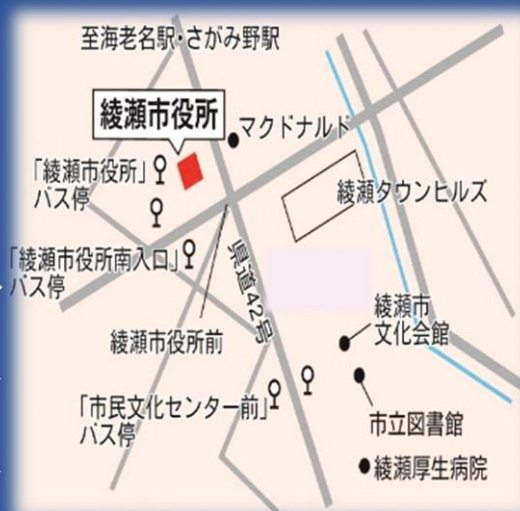 至海老名駅・さがみ野駅
綾瀬市役所
マクドナルド
「綾瀬市役所」
バス停
綾瀬タウンヒルズ
「綾瀬市役所南入口」
バス停
県道42号
綾瀬市役所前
綾瀬市
文化会館
「市民文化センター前」
バス停
市立図書館
綾瀬厚生病院